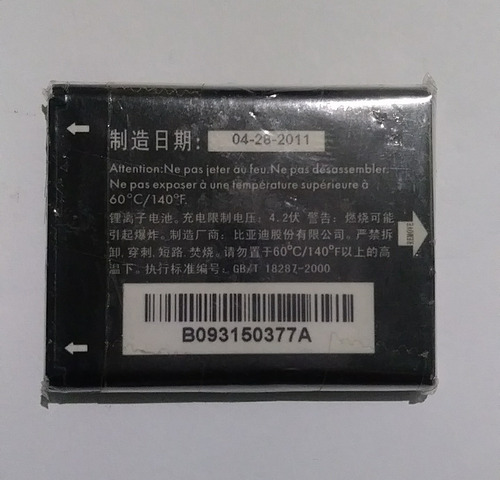 制造日期: 04-26-2011
Attention:Ne pas jeter au feu.Ne pas désassembler.
Ne pas exposer à une température supérieure à
60°C/140°F.
锂离子电池。充电限制电压: 4.2伏 警告: 燃烧可能
引起爆炸。制造厂商: 比亚迪股份有限公司。严禁拆
卸, 穿刺, 短路, 焚烧。请勿置于60°C/140°F以上的高
温下。执行标准编号: GB/T 18287-2000
REMOVE
B093150377A